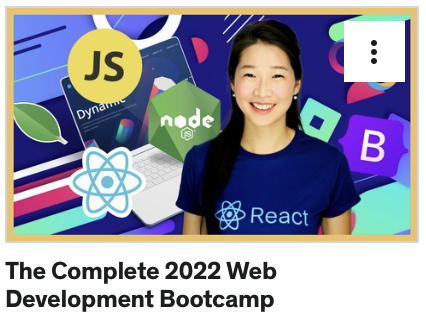 JS
Dynamic
node
JS
B
React
The Complete 2022 Web
Development Bootcamp